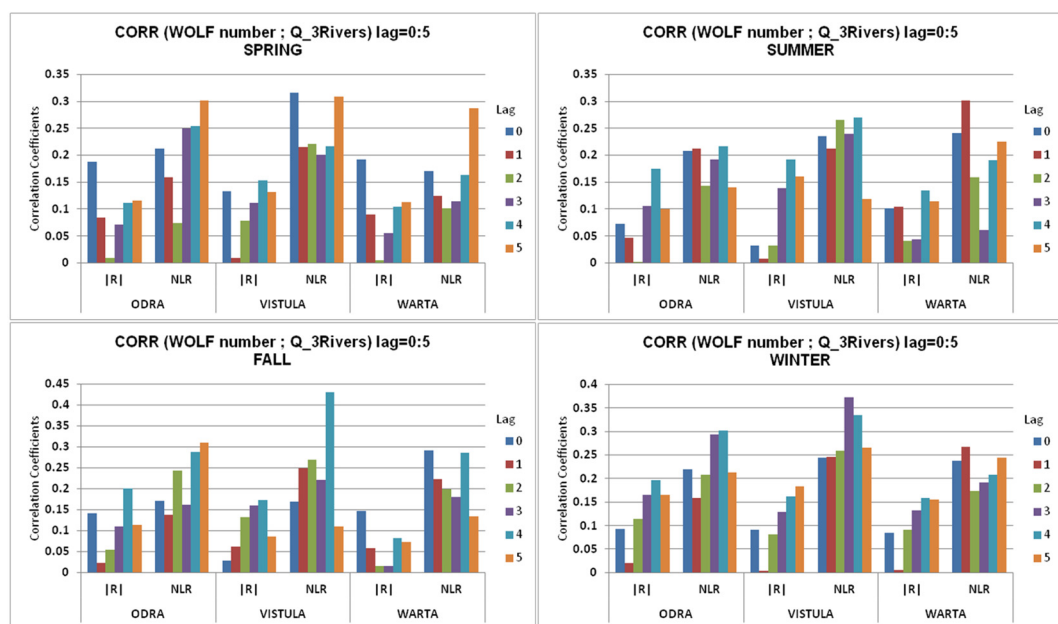 CORR (WOLF number ; Q_3Rivers) lag=0:5
SPRING
Correlation Coefficients
0.35
0.3
0.25
0.2
0.15
0.1
0.05
0
|R| NLR |R| NLR |R| NLR
ODRA VISTULA WARTA
Lag
0
1
2
3
4
5
CORR (WOLF number ; Q_3Rivers) lag=0:5
SUMMER
Correlation Coefficients
0.35
0.3
0.25
0.2
0.15
0.1
0.05
0
|R| NLR |R| NLR |R| NLR
ODRA VISTULA WARTA
Lag
0
1
2
3
4
5
CORR (WOLF number ; Q_3Rivers) lag=0:5
FALL
Correlation Coefficients
0.45
0.4
0.35
0.3
0.25
0.2
0.15
0.1
0.05
0
|R| NLR |R| NLR |R| NLR
ODRA VISTULA WARTA
Lag
0
1
2
3
4
5
CORR (WOLF number ; Q_3Rivers) lag=0:5
WINTER
Correlation Coefficients
0.4
0.35
0.3
0.25
0.2
0.15
0.1
0.05
0
|R| NLR |R| NLR |R| NLR
ODRA VISTULA WARTA
Lag
0
1
2
3
4
5